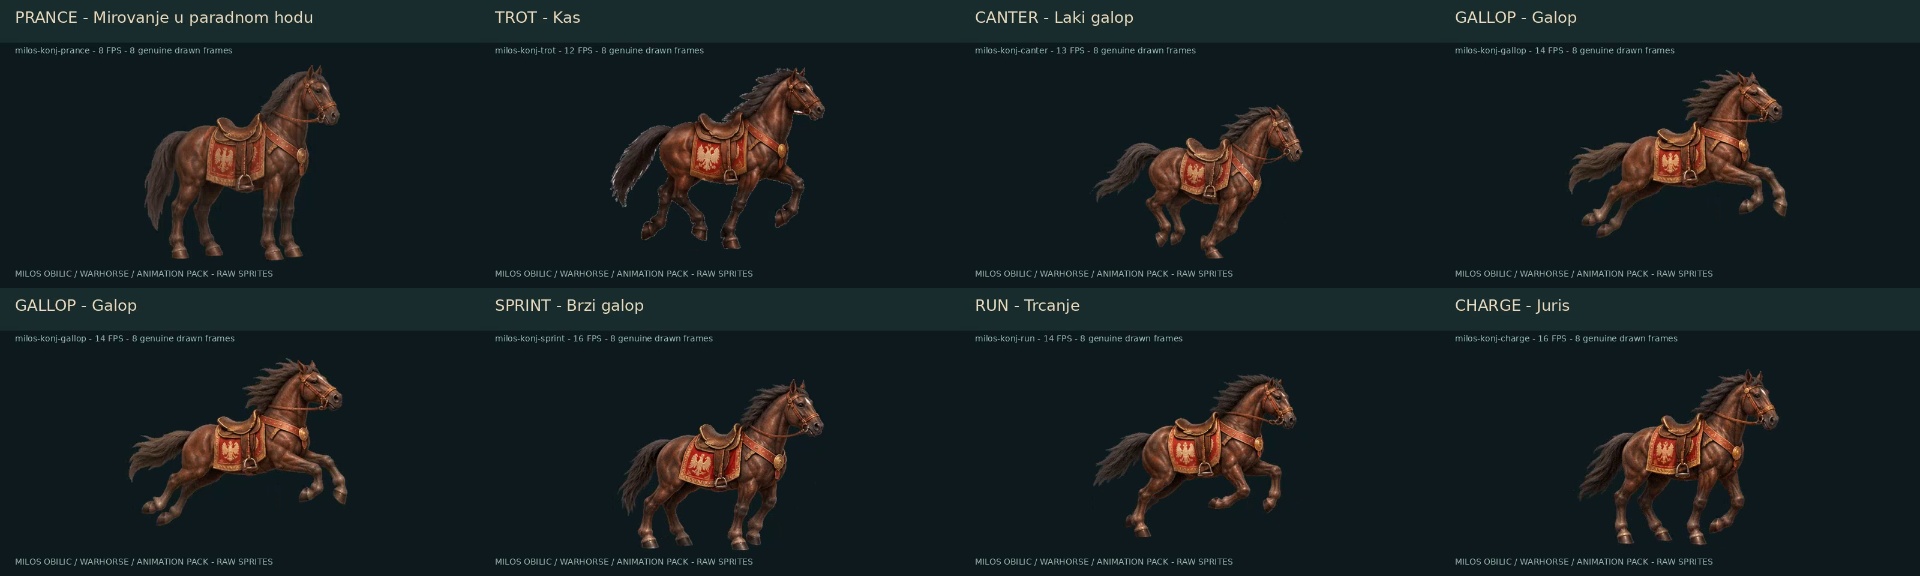 PRANCE - Mirovanje u paradnom hodu
milos-konj-prance - 8 FPS - 8 genuine drawn frames
MILOS OBILIC / WARHORSE / ANIMATION PACK - RAW SPRITES
TROT - Kas
milos-konj-trot - 12 FPS - 8 genuine drawn frames
MILOS OBILIC / WARHORSE / ANIMATION PACK - RAW SPRITES
CANTER - Laki galop
milos-konj-canter - 13 FPS - 8 genuine drawn frames
MILOS OBILIC / WARHORSE / ANIMATION PACK - RAW SPRITES
GALLOP - Galop
milos-konj-gallop - 14 FPS - 8 genuine drawn frames
MILOS OBILIC / WARHORSE / ANIMATION PACK - RAW SPRITES
GALLOP - Galop
milos-konj-gallop - 14 FPS - 8 genuine drawn frames
MILOS OBILIC / WARHORSE / ANIMATION PACK - RAW SPRITES
SPRINT - Brzi galop
milos-konj-sprint - 16 FPS - 8 genuine drawn frames
MILOS OBILIC / WARHORSE / ANIMATION PACK - RAW SPRITES
RUN - Trcanje
milos-konj-run - 14 FPS - 8 genuine drawn frames
MILOS OBILIC / WARHORSE / ANIMATION PACK - RAW SPRITES
CHARGE - Juris
milos-konj-charge - 16 FPS - 8 genuine drawn frames
MILOS OBILIC / WARHORSE / ANIMATION PACK - RAW SPRITES